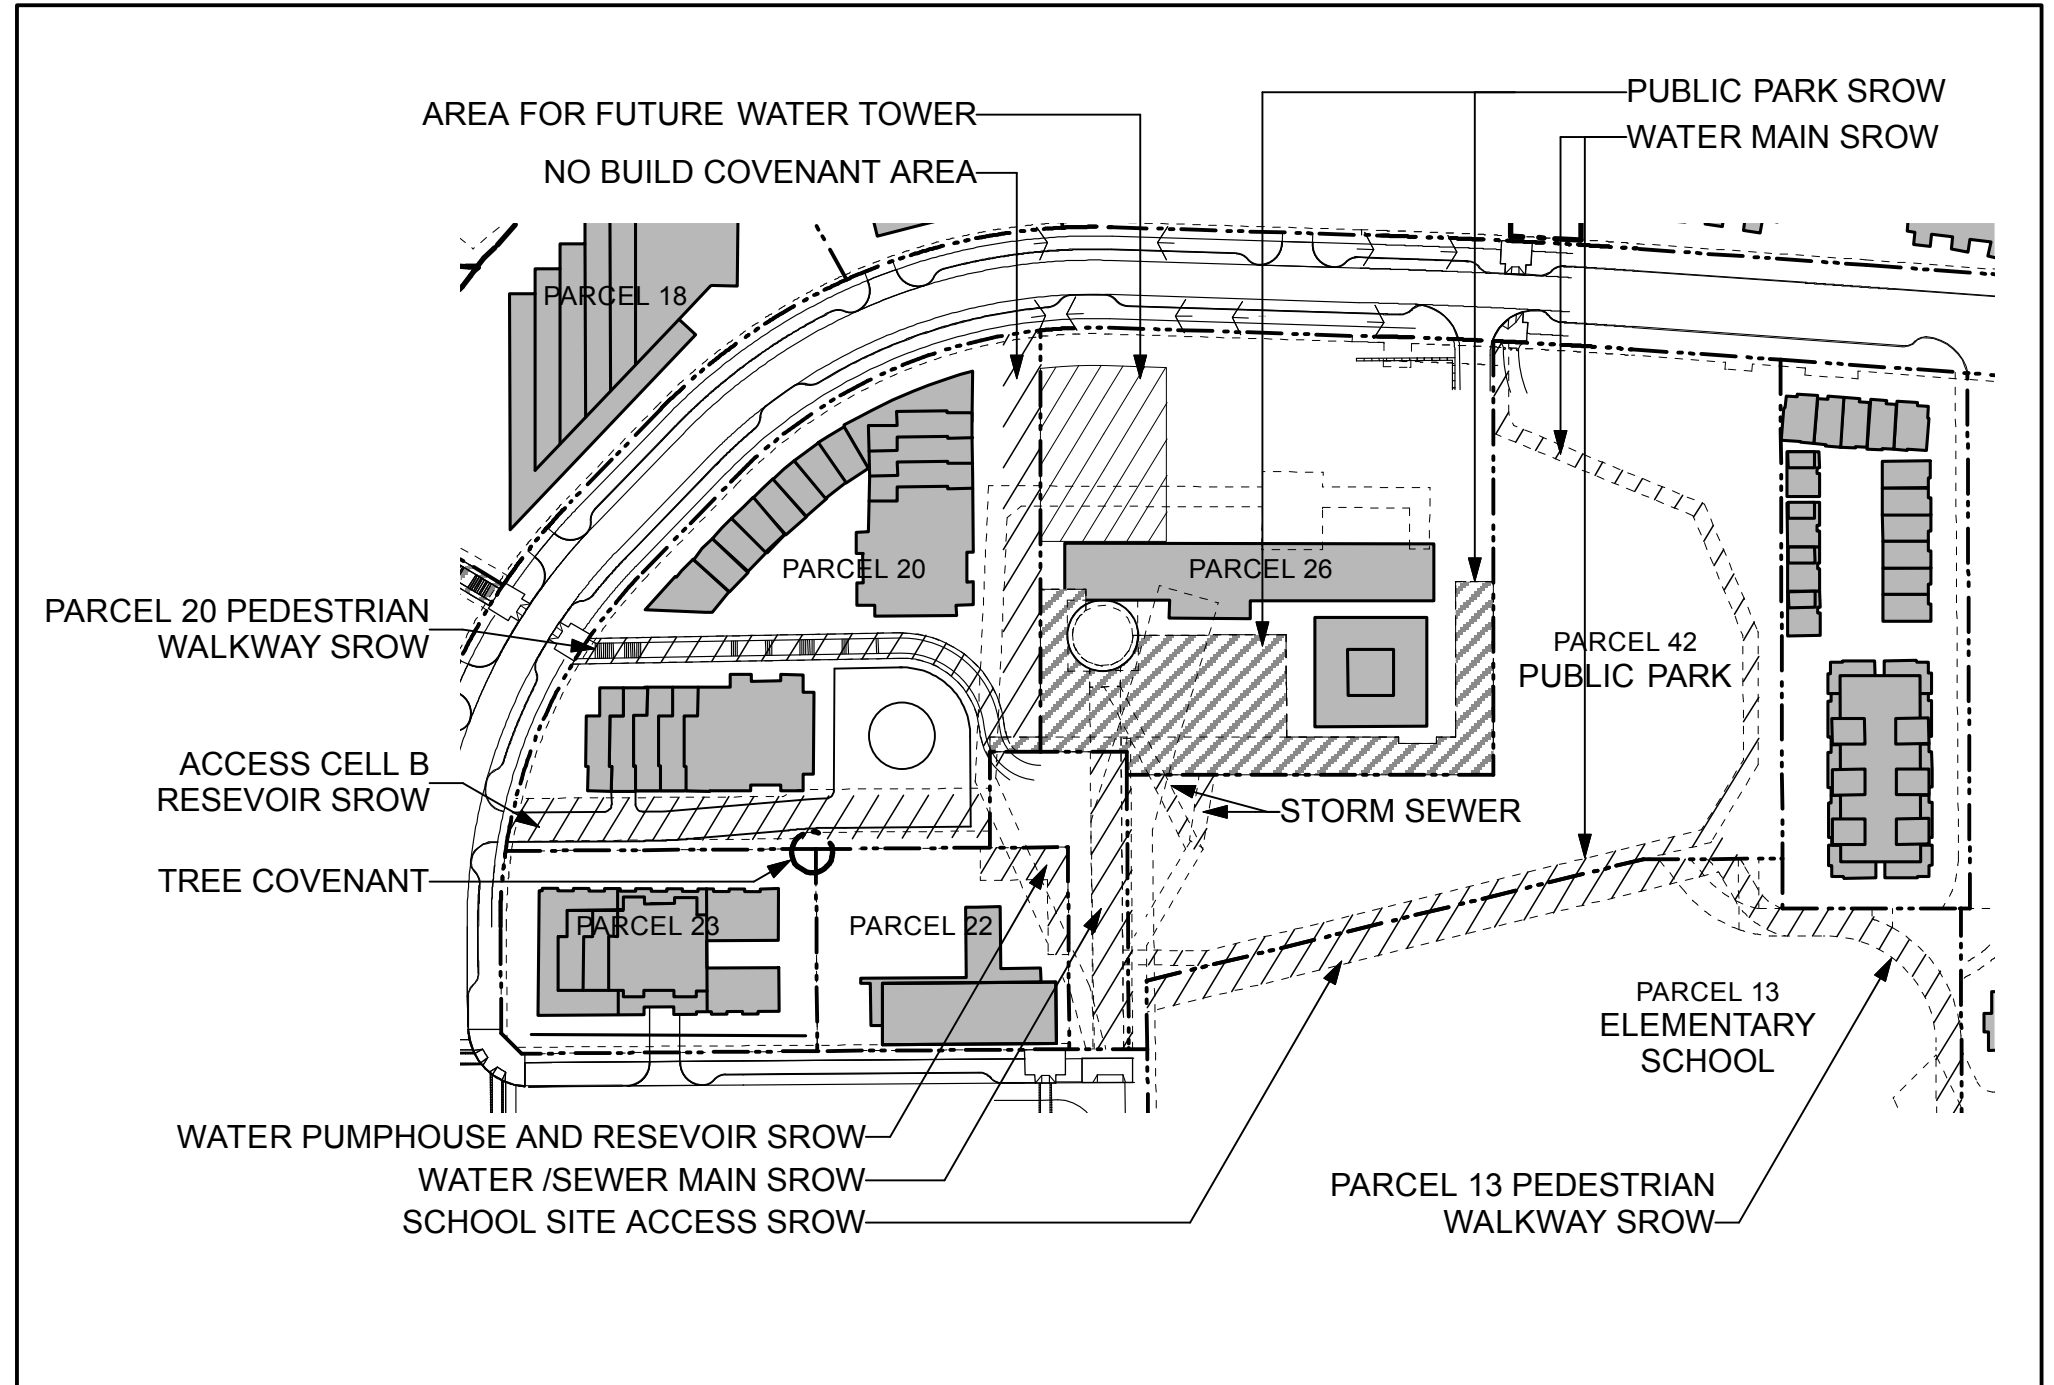 PUBLIC PARK SROW
AREA FOR FUTURE WATER TOWER
WATER MAIN SROW
NO BUILD COVENANT AREA
PARCEL 18
PARCEL 20
PARCEL 26
PARCEL 20 PEDESTRIAN
WALKWAY SROW
PARCEL 42
PUBLIC PARK
ACCESS CELL B
RESEVOIR SROW
STORM SEWER
TREE COVENANT
PARCEL 23
PARCEL 22
PARCEL 13
ELEMENTARY
SCHOOL
WATER PUMPHOUSE AND RESEVOIR SROW
WATER /SEWER MAIN SROW
SCHOOL SITE ACCESS SROW
PARCEL 13 PEDESTRIAN
WALKWAY SROW